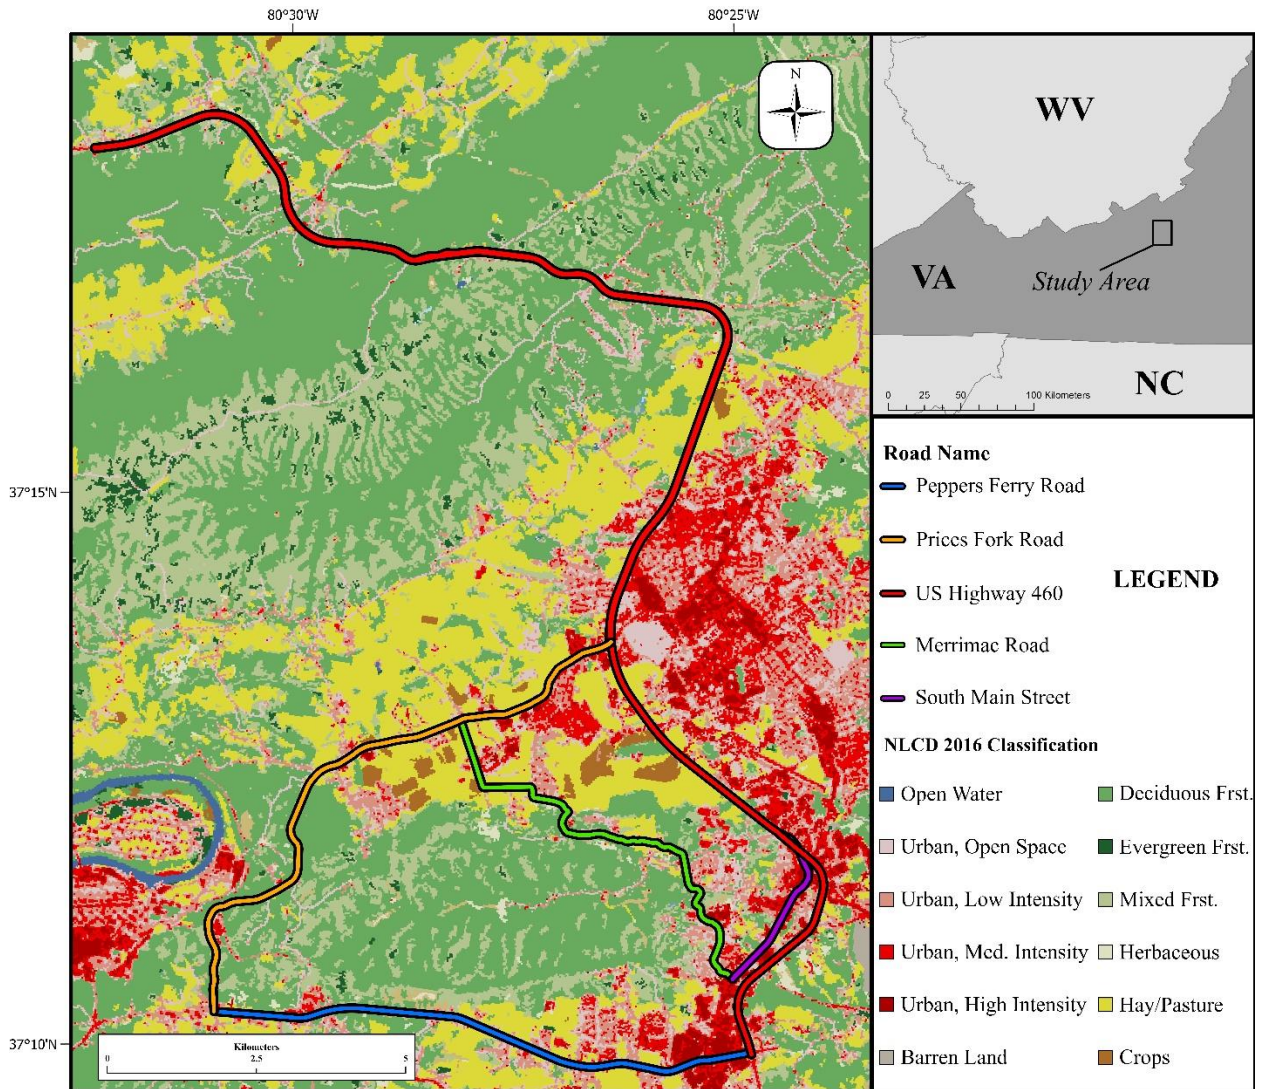 80°30'W 80°25'W
N
WV
VA
Study Area
NC
0 25 50 100 Kilometers
37°15'N
37°10'N
Kilometers
0 2.5 5
Road Name
Peppers Ferry Road
Prices Fork Road
US Highway 460
LEGEND
Merrimac Road
South Main Street
NLCD 2016 Classification
Open Water Deciduous Frst.
Urban, Open Space Evergreen Frst.
Urban, Low Intensity Mixed Frst.
Urban, Med. Intensity Herbaceous
Urban, High Intensity Hay/Pasture
Barren Land Crops